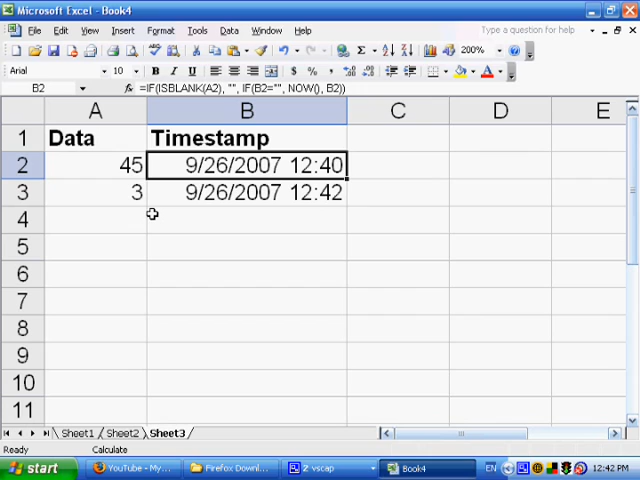 Microsoft Excel - Book4
File Edit View Insert Format Tools Data Window Help Type a question for help
200%
Arial 10 B I U $ % ,
B2 fx =IF(ISBLANK(A2), "", IF(B2="", NOW(), B2))
A B C D E
1 Data Timestamp
2 45 9/26/2007 12:40
3 3 9/26/2007 12:42
4
5
6
7
8
9
10
11
Sheet1 Sheet2 Sheet3
Ready Calculate
start YouTube - My... Firefox Downl... 2 vscap Book4 EN 12:42 PM